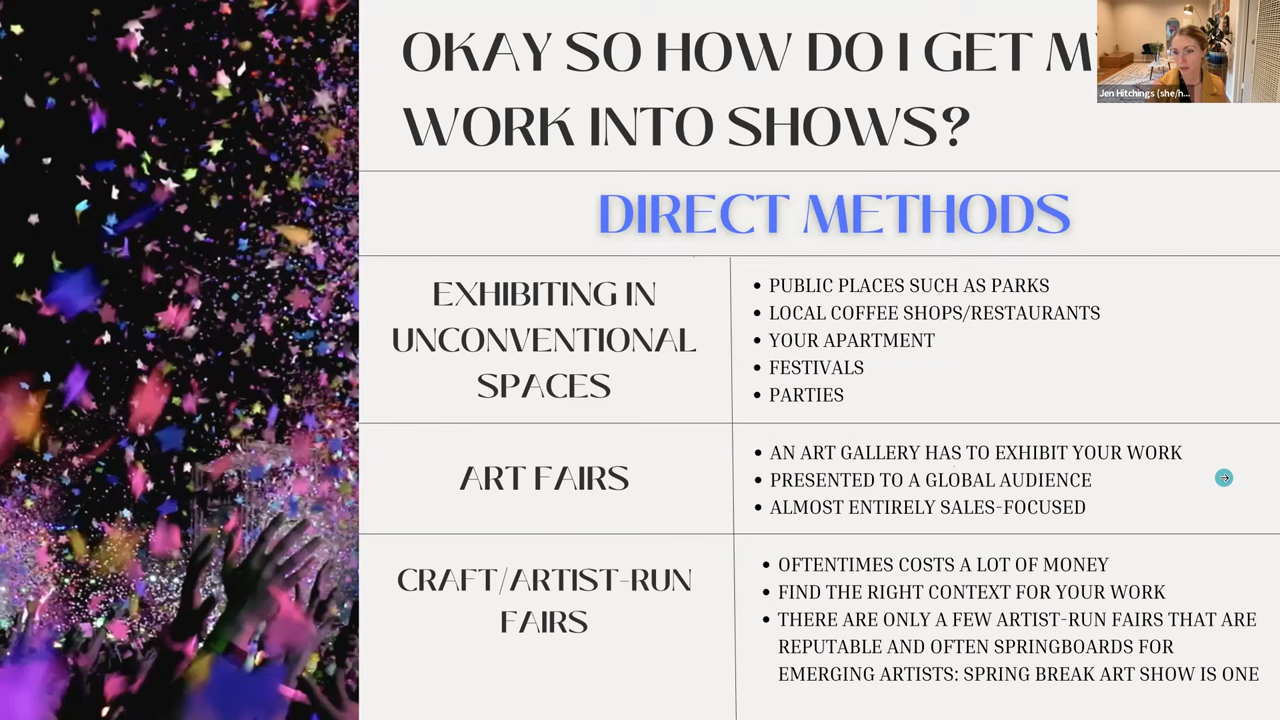 OKAY SO HOW DO I GET M
WORK INTO SHOWS?
Jen Hitchings (she/h...
DIRECT METHODS
EXHIBITING IN
UNCONVENTIONAL
SPACES
• PUBLIC PLACES SUCH AS PARKS
• LOCAL COFFEE SHOPS/RESTAURANTS
• YOUR APARTMENT
• FESTIVALS
• PARTIES
ART FAIRS
• AN ART GALLERY HAS TO EXHIBIT YOUR WORK
• PRESENTED TO A GLOBAL AUDIENCE
• ALMOST ENTIRELY SALES-FOCUSED
CRAFT/ARTIST-RUN
FAIRS
• OFTENTIMES COSTS A LOT OF MONEY
• FIND THE RIGHT CONTEXT FOR YOUR WORK
• THERE ARE ONLY A FEW ARTIST-RUN FAIRS THAT ARE
REPUTABLE AND OFTEN SPRINGBOARDS FOR
EMERGING ARTISTS: SPRING BREAK ART SHOW IS ONE